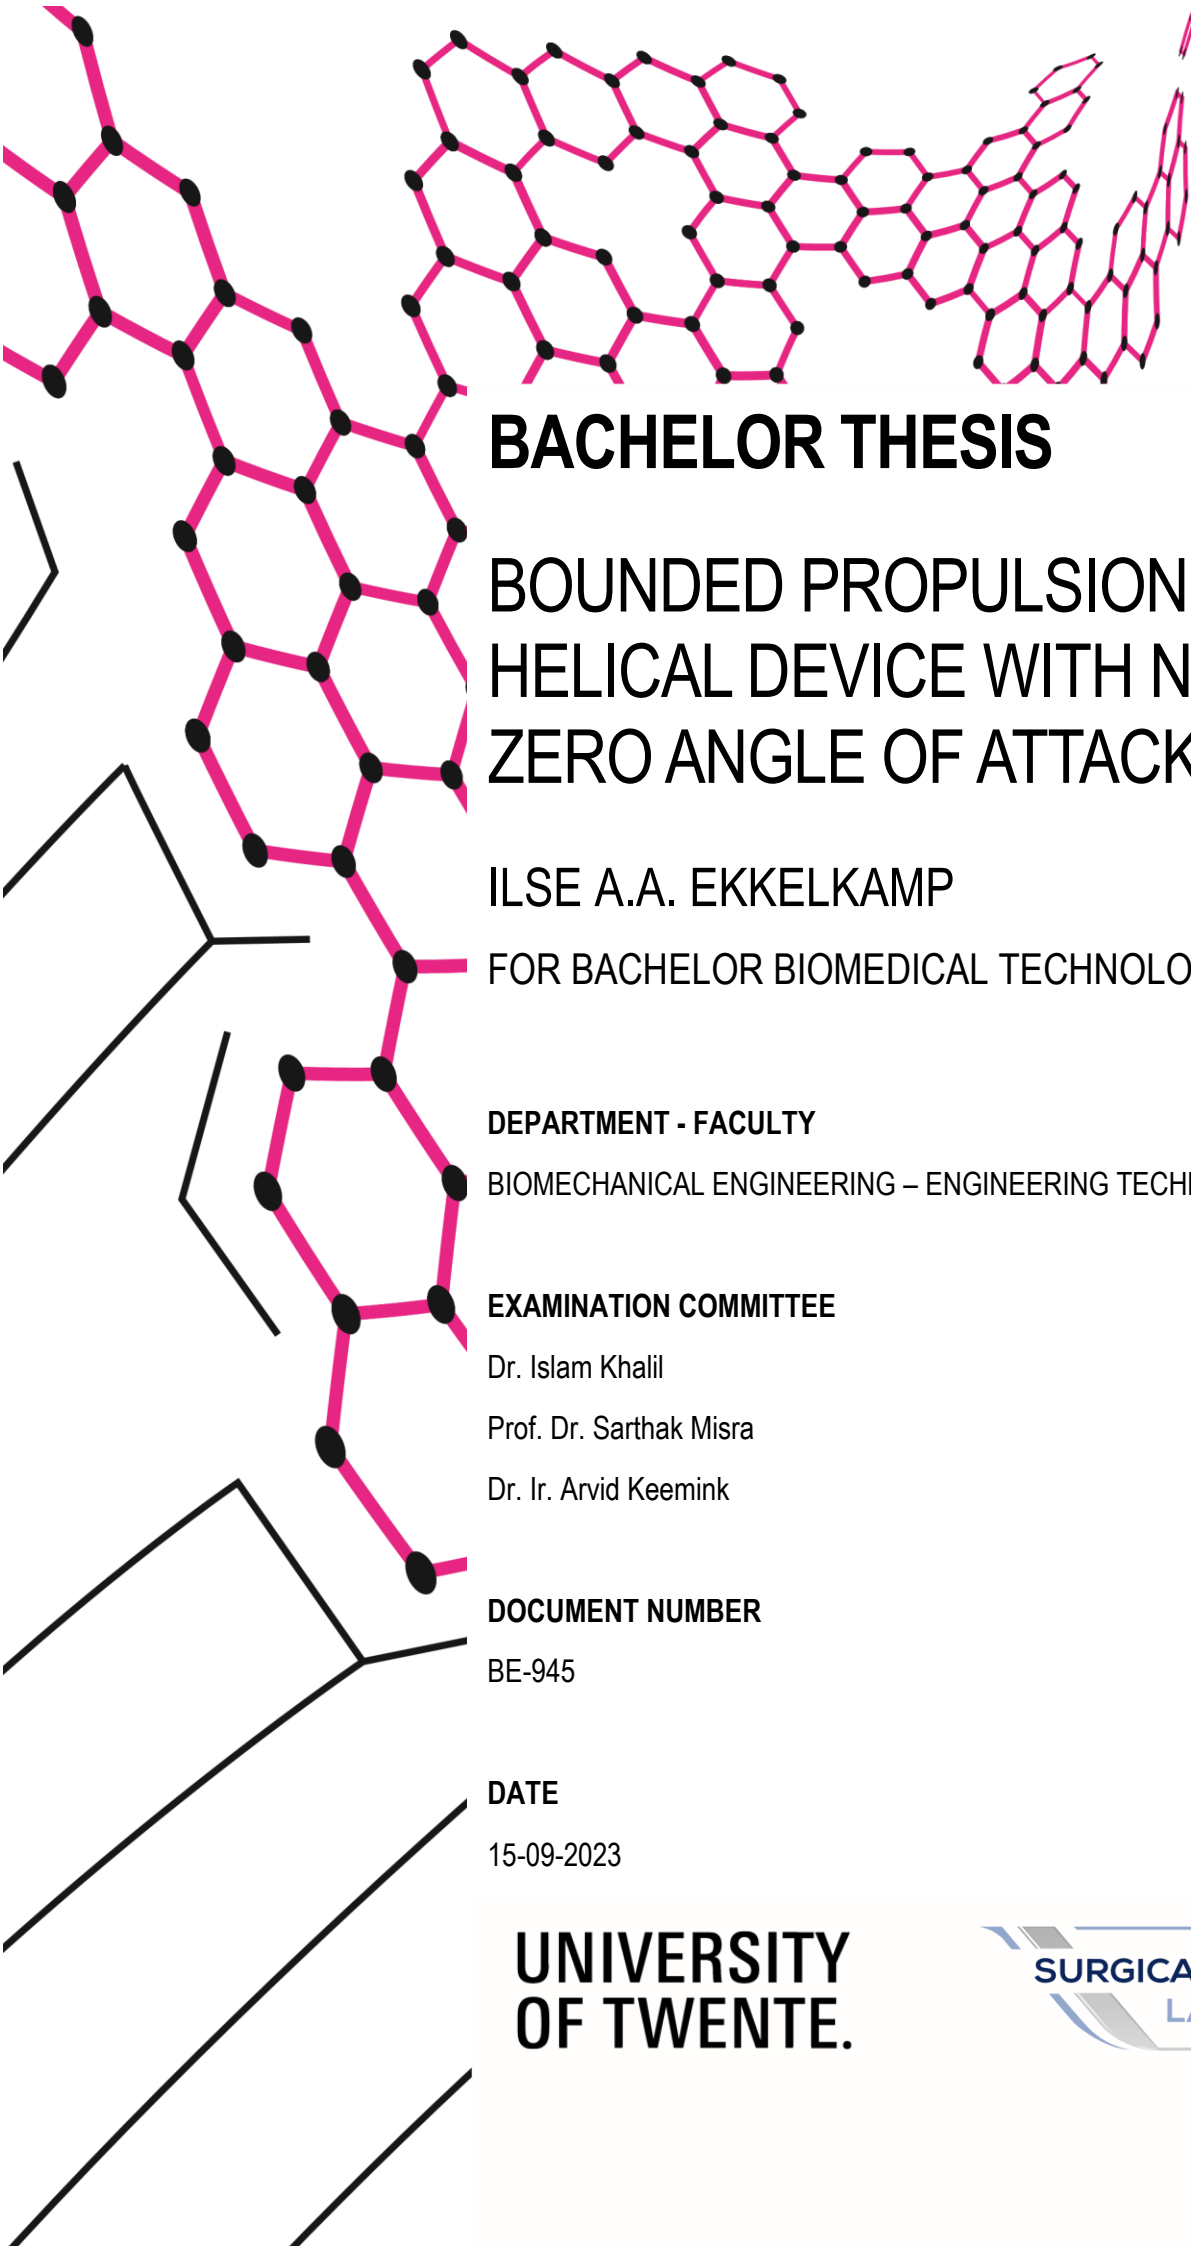 BACHELOR THESIS
BOUNDED PROPULSION
HELICAL DEVICE WITH N
ZERO ANGLE OF ATTACK
ILSE A.A. EKKELKAMP
FOR BACHELOR BIOMEDICAL TECHNOLO
DEPARTMENT - FACULTY
BIOMECHANICAL ENGINEERING – ENGINEERING TECH
EXAMINATION COMMITTEE
Dr. Islam Khalil
Prof. Dr. Sarthak Misra
Dr. Ir. Arvid Keemink
DOCUMENT NUMBER
BE-945
DATE
15-09-2023
UNIVERSITY
OF TWENTE.
SURGICA
LA